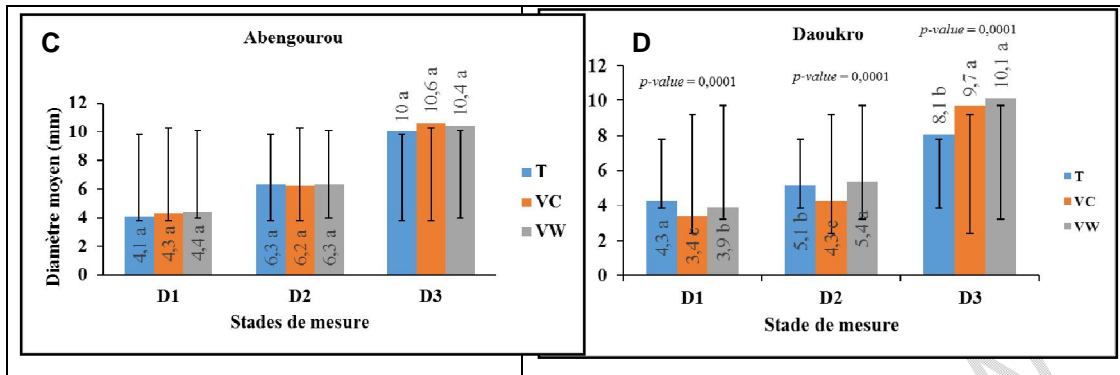 C
Abengourou
Diamètre moyen (mm)
12
10
8
6
4
2
0
4,1 a
4,3 a
4,4 a
6,3 a
6,2 a
6,3 a
10 a
10,6 a
10,4 a
D1
D2
D3
Stades de mesure
T
VC
VW
D
Daoukro
p-value = 0,0001
p-value = 0,0001
p-value = 0,0001
12
10
8
6
4
2
0
4,3 a
3,4 c
3,9 b
5,1 b
4,3 c
5,4 a
8,1 b
9,7 a
10,1 a
D1
D2
D3
Stade de mesure
T
VC
VW